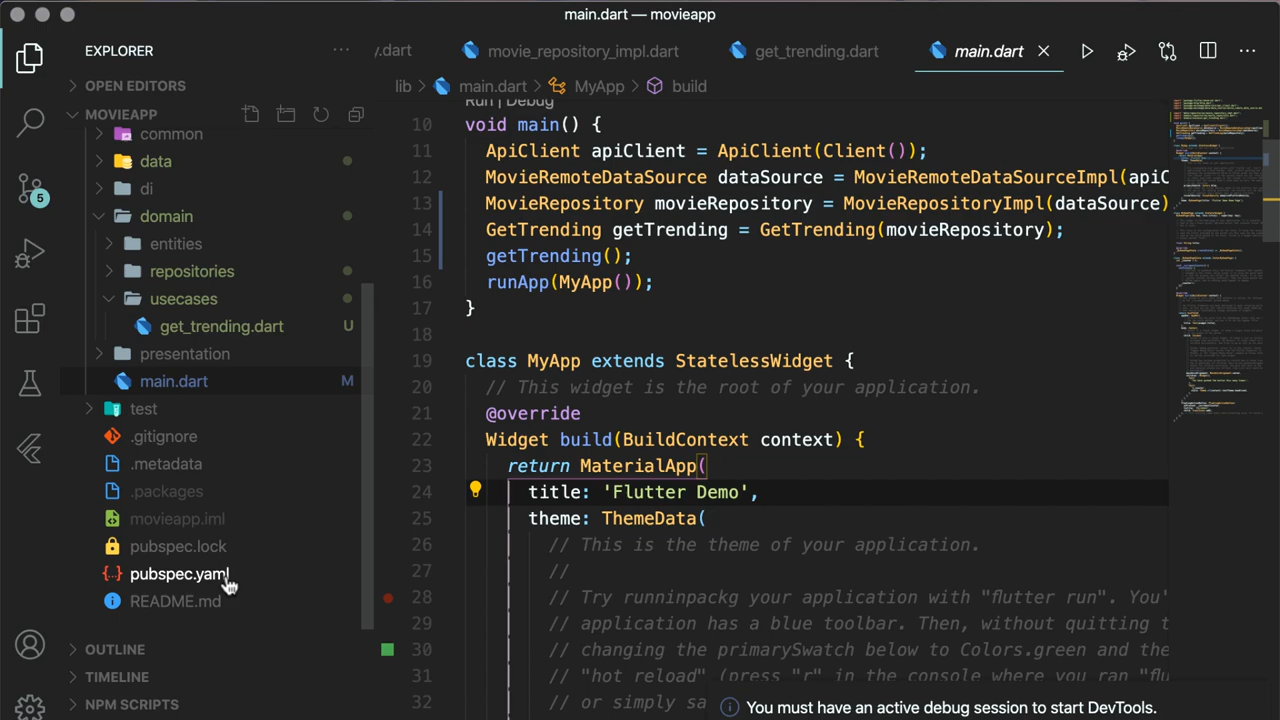 main.dart — movieapp
EXPLORER
y.dart
movie_repository_impl.dart
get_trending.dart
main.dart
OPEN EDITORS
MOVIEAPP
common
data
di
domain
entities
repositories
usecases
get_trending.dart U
presentation
main.dart M
test
.gitignore
.metadata
.packages
movieapp.iml
pubspec.lock
pubspec.yaml
README.md
OUTLINE
TIMELINE
NPM SCRIPTS
5
lib > main.dart > MyApp > build
Run | Debug
10 void main() {
11 ApiClient apiClient = ApiClient(Client());
12 MovieRemoteDataSource dataSource = MovieRemoteDataSourceImpl(apiC
13 MovieRepository movieRepository = MovieRepositoryImpl(dataSource)
14 GetTrending getTrending = GetTrending(movieRepository);
15 getTrending();
16 runApp(MyApp());
17 }
18
19 class MyApp extends StatelessWidget {
20 // This widget is the root of your application.
21 @override
22 Widget build(BuildContext context) {
23 return MaterialApp(
24 title: 'Flutter Demo',
25 theme: ThemeData(
26 // This is the theme of your application.
27 //
28 // Try runninpackg your application with "flutter run". You'
29 // application has a blue toolbar. Then, without quitting t
30 // changing the primarySwatch below to Colors.green and the
31 // "hot reload" (press "r" in the console where you ran "flu
32 // or simply sa
You must have an active debug session to start DevTools.